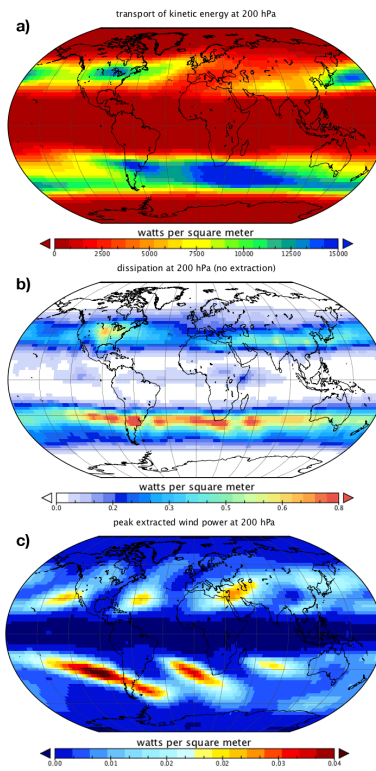 transport of kinetic energy at 200 hPa
a)
watts per square meter
0 2500 5000 7500 10000 12500 15000
dissipation at 200 hPa (no extraction)
b)
watts per square meter
0.0 0.1 0.2 0.3 0.4 0.6 0.8
peak extracted wind power at 200 hPa
c)
watts per square meter
0.00 0.01 0.02 0.02 0.03 0.04